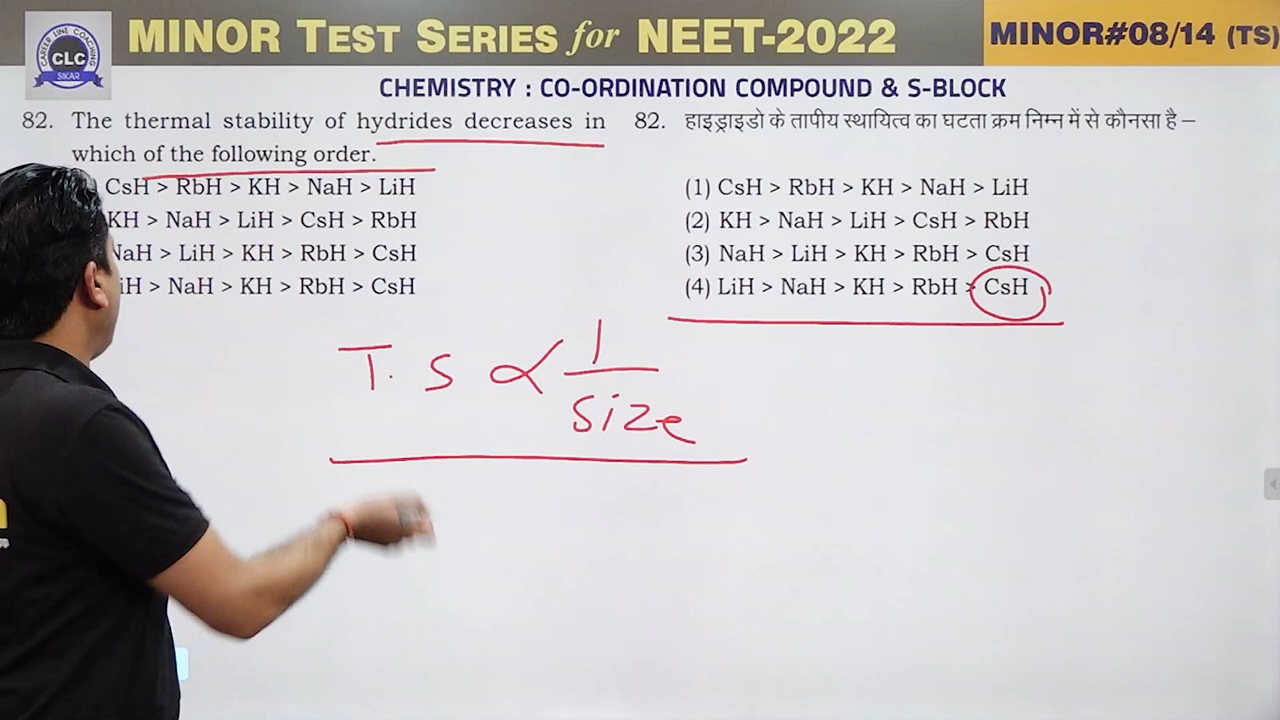 CAREER LINE COACHING
CLC
SIKAR
MINOR TEST SERIES for NEET-2022
MINOR#08/14 (TS)
CHEMISTRY : CO-ORDINATION COMPOUND & S-BLOCK
82. The thermal stability of hydrides decreases in
which of the following order.
CsH > RbH > KH > NaH > LiH
KH > NaH > LiH > CsH > RbH
NaH > LiH > KH > RbH > CsH
iH > NaH > KH > RbH > CsH
82. हाइड्राइडो के तापीय स्थायित्व का घटता क्रम निम्न में से कौनसा है –
(1) CsH > RbH > KH > NaH > LiH
(2) KH > NaH > LiH > CsH > RbH
(3) NaH > LiH > KH > RbH > CsH
(4) LiH > NaH > KH > RbH > CsH
T. S ∝ 1
size